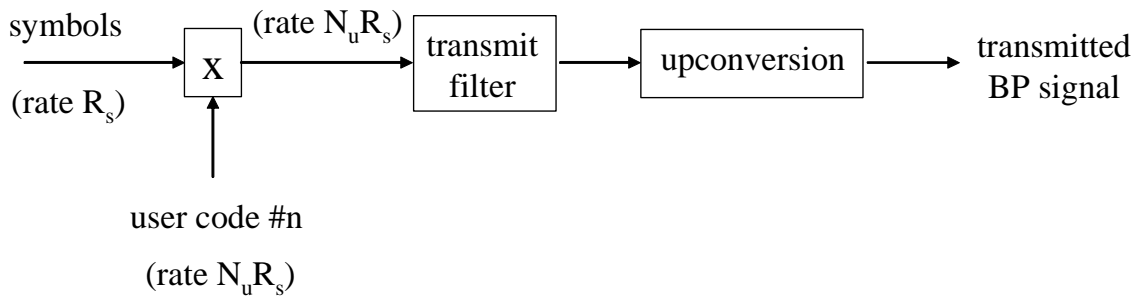 symbols
(rate R_s)
X
(rate N_uR_s)
user code #n
(rate N_uR_s)
transmit
filter
upconversion
transmitted
BP signal